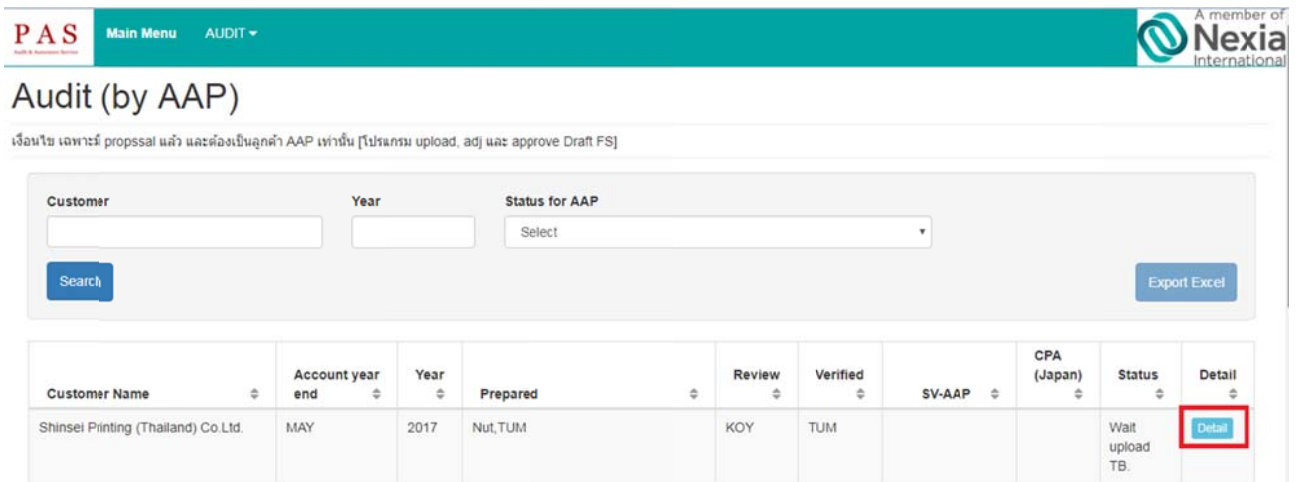 PAS
Audit & Assurance Service
Main Menu AUDIT
A member of
Nexia
International
Audit (by AAP)
เงื่อนไข เฉพาะมี propssal แล้ว และต้องเป็นลูกค้า AAP เท่านั้น [โปรแกรม upload, adj และ approve Draft FS]
Customer Year Status for AAP
Select
Search Export Excel
Customer Name Account year end Year Prepared Review Verified SV-AAP CPA (Japan) Status Detail
Shinsei Printing (Thailand) Co.Ltd. MAY 2017 Nut,TUM KOY TUM Wait upload TB. Detail